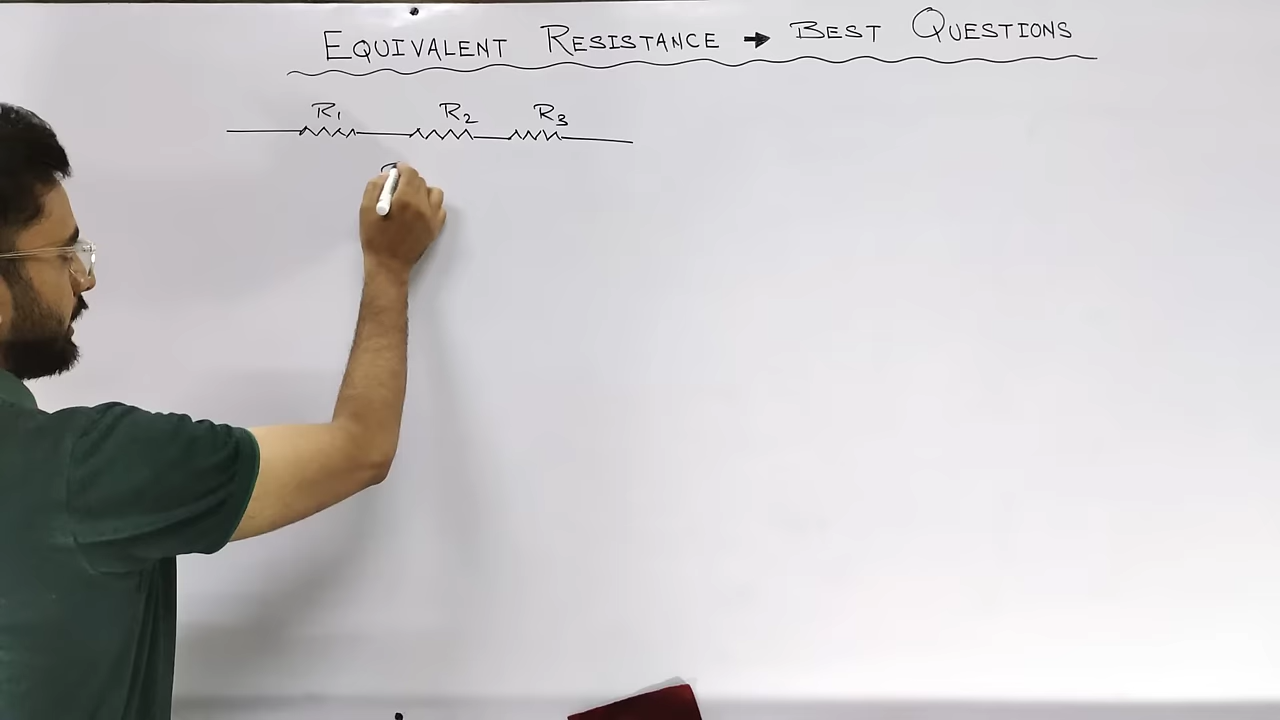 EQUIVALENT RESISTANCE → BEST QUESTIONS
R₁ R₂ R₃